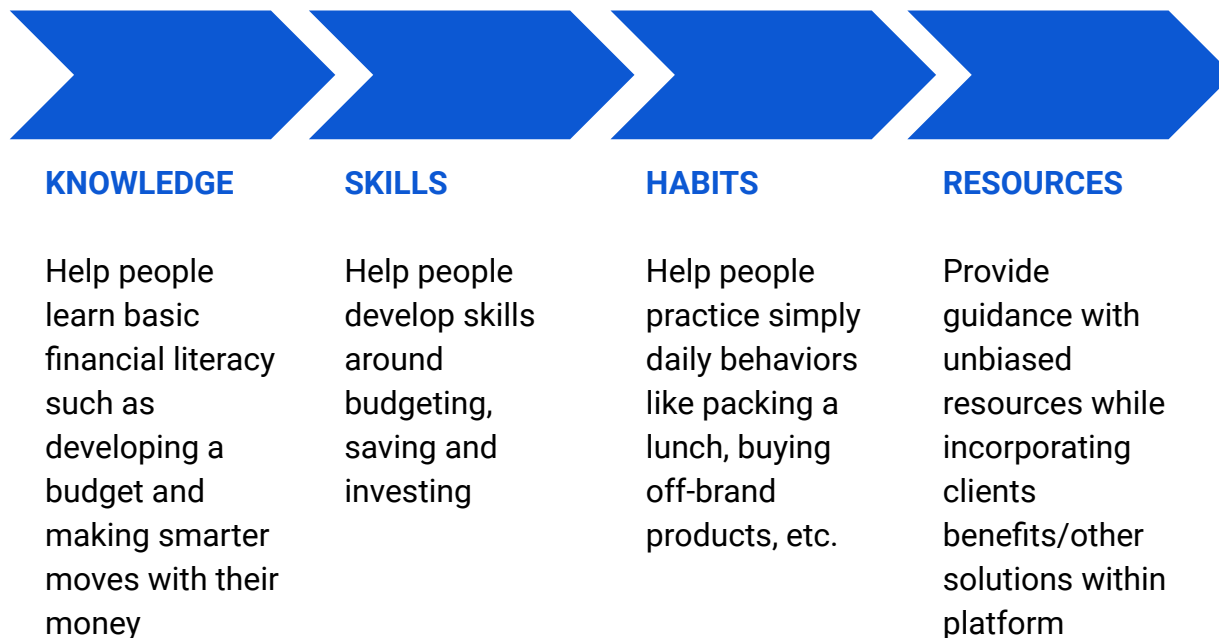 KNOWLEDGE
Help people
learn basic
financial literacy
such as
developing a
budget and
making smarter
moves with their
money
SKILLS
Help people
develop skills
around
budgeting,
saving and
investing
HABITS
Help people
practice simply
daily behaviors
like packing a
lunch, buying
off-brand
products, etc.
RESOURCES
Provide
guidance with
unbiased
resources while
incorporating
clients
benefits/other
solutions within
platform